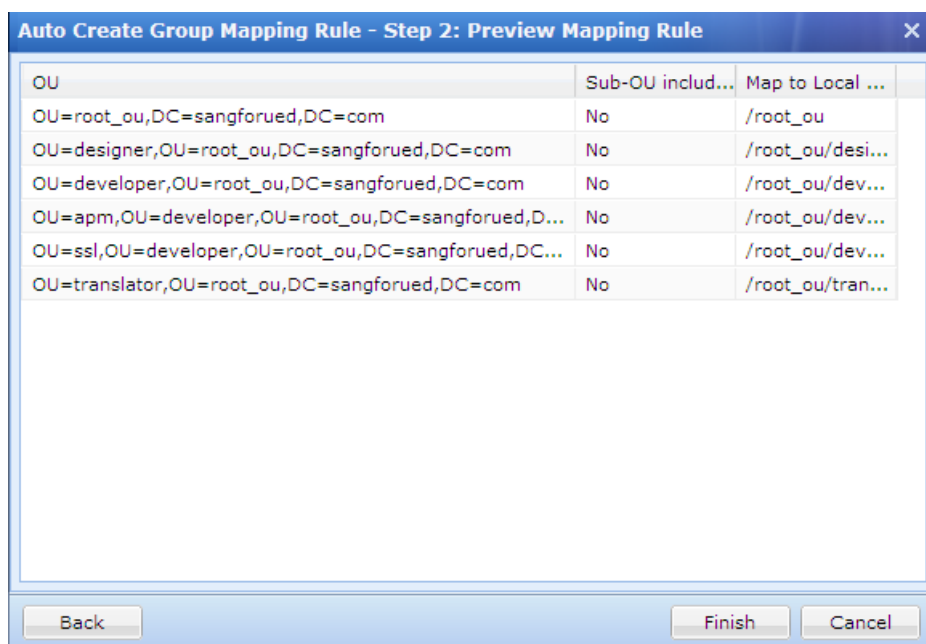 Auto Create Group Mapping Rule - Step 2: Preview Mapping Rule
OU Sub-OU includ... Map to Local ...
OU=root_ou,DC=sangforued,DC=com No /root_ou
OU=designer,OU=root_ou,DC=sangforued,DC=com No /root_ou/desi...
OU=developer,OU=root_ou,DC=sangforued,DC=com No /root_ou/dev...
OU=apm,OU=developer,OU=root_ou,DC=sangforued,D... No /root_ou/dev...
OU=ssl,OU=developer,OU=root_ou,DC=sangforued,DC... No /root_ou/dev...
OU=translator,OU=root_ou,DC=sangforued,DC=com No /root_ou/tran...
Back Finish Cancel